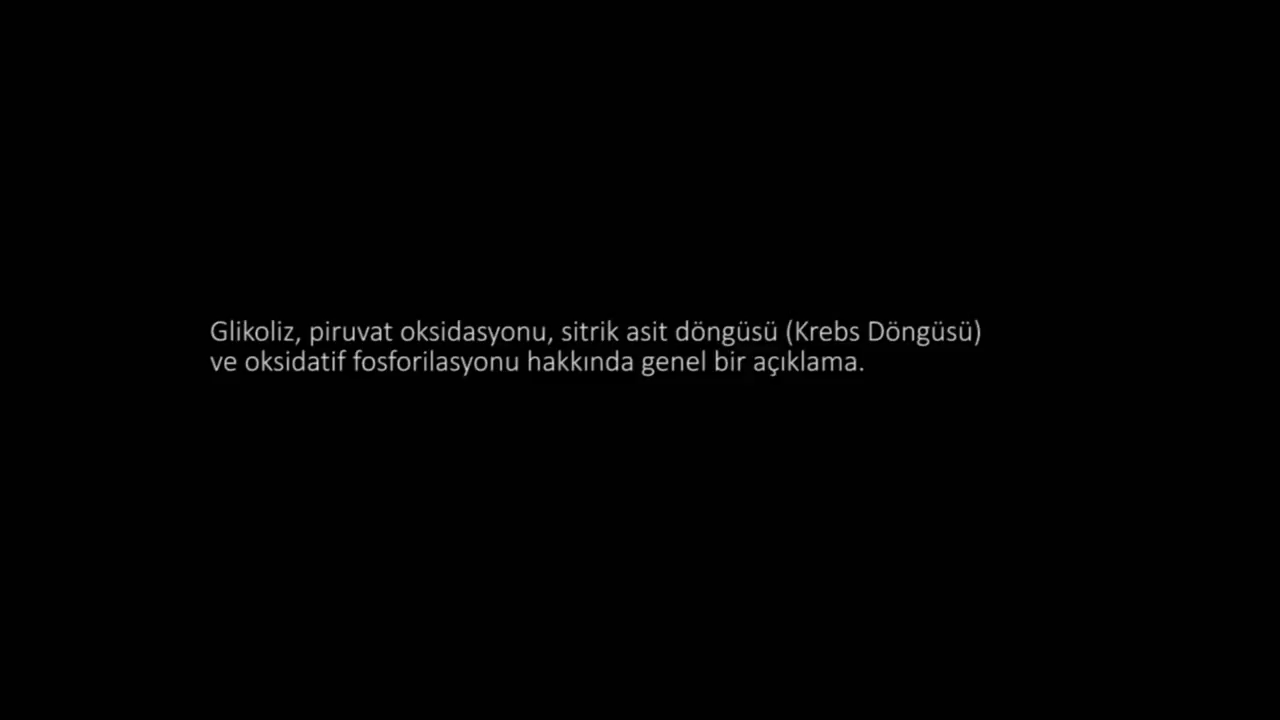 Glikoliz, piruvat oksidasyonu, sitrik asit döngüsü (Krebs Döngüsü)
ve oksidatif fosforilasyonu hakkında genel bir açıklama.